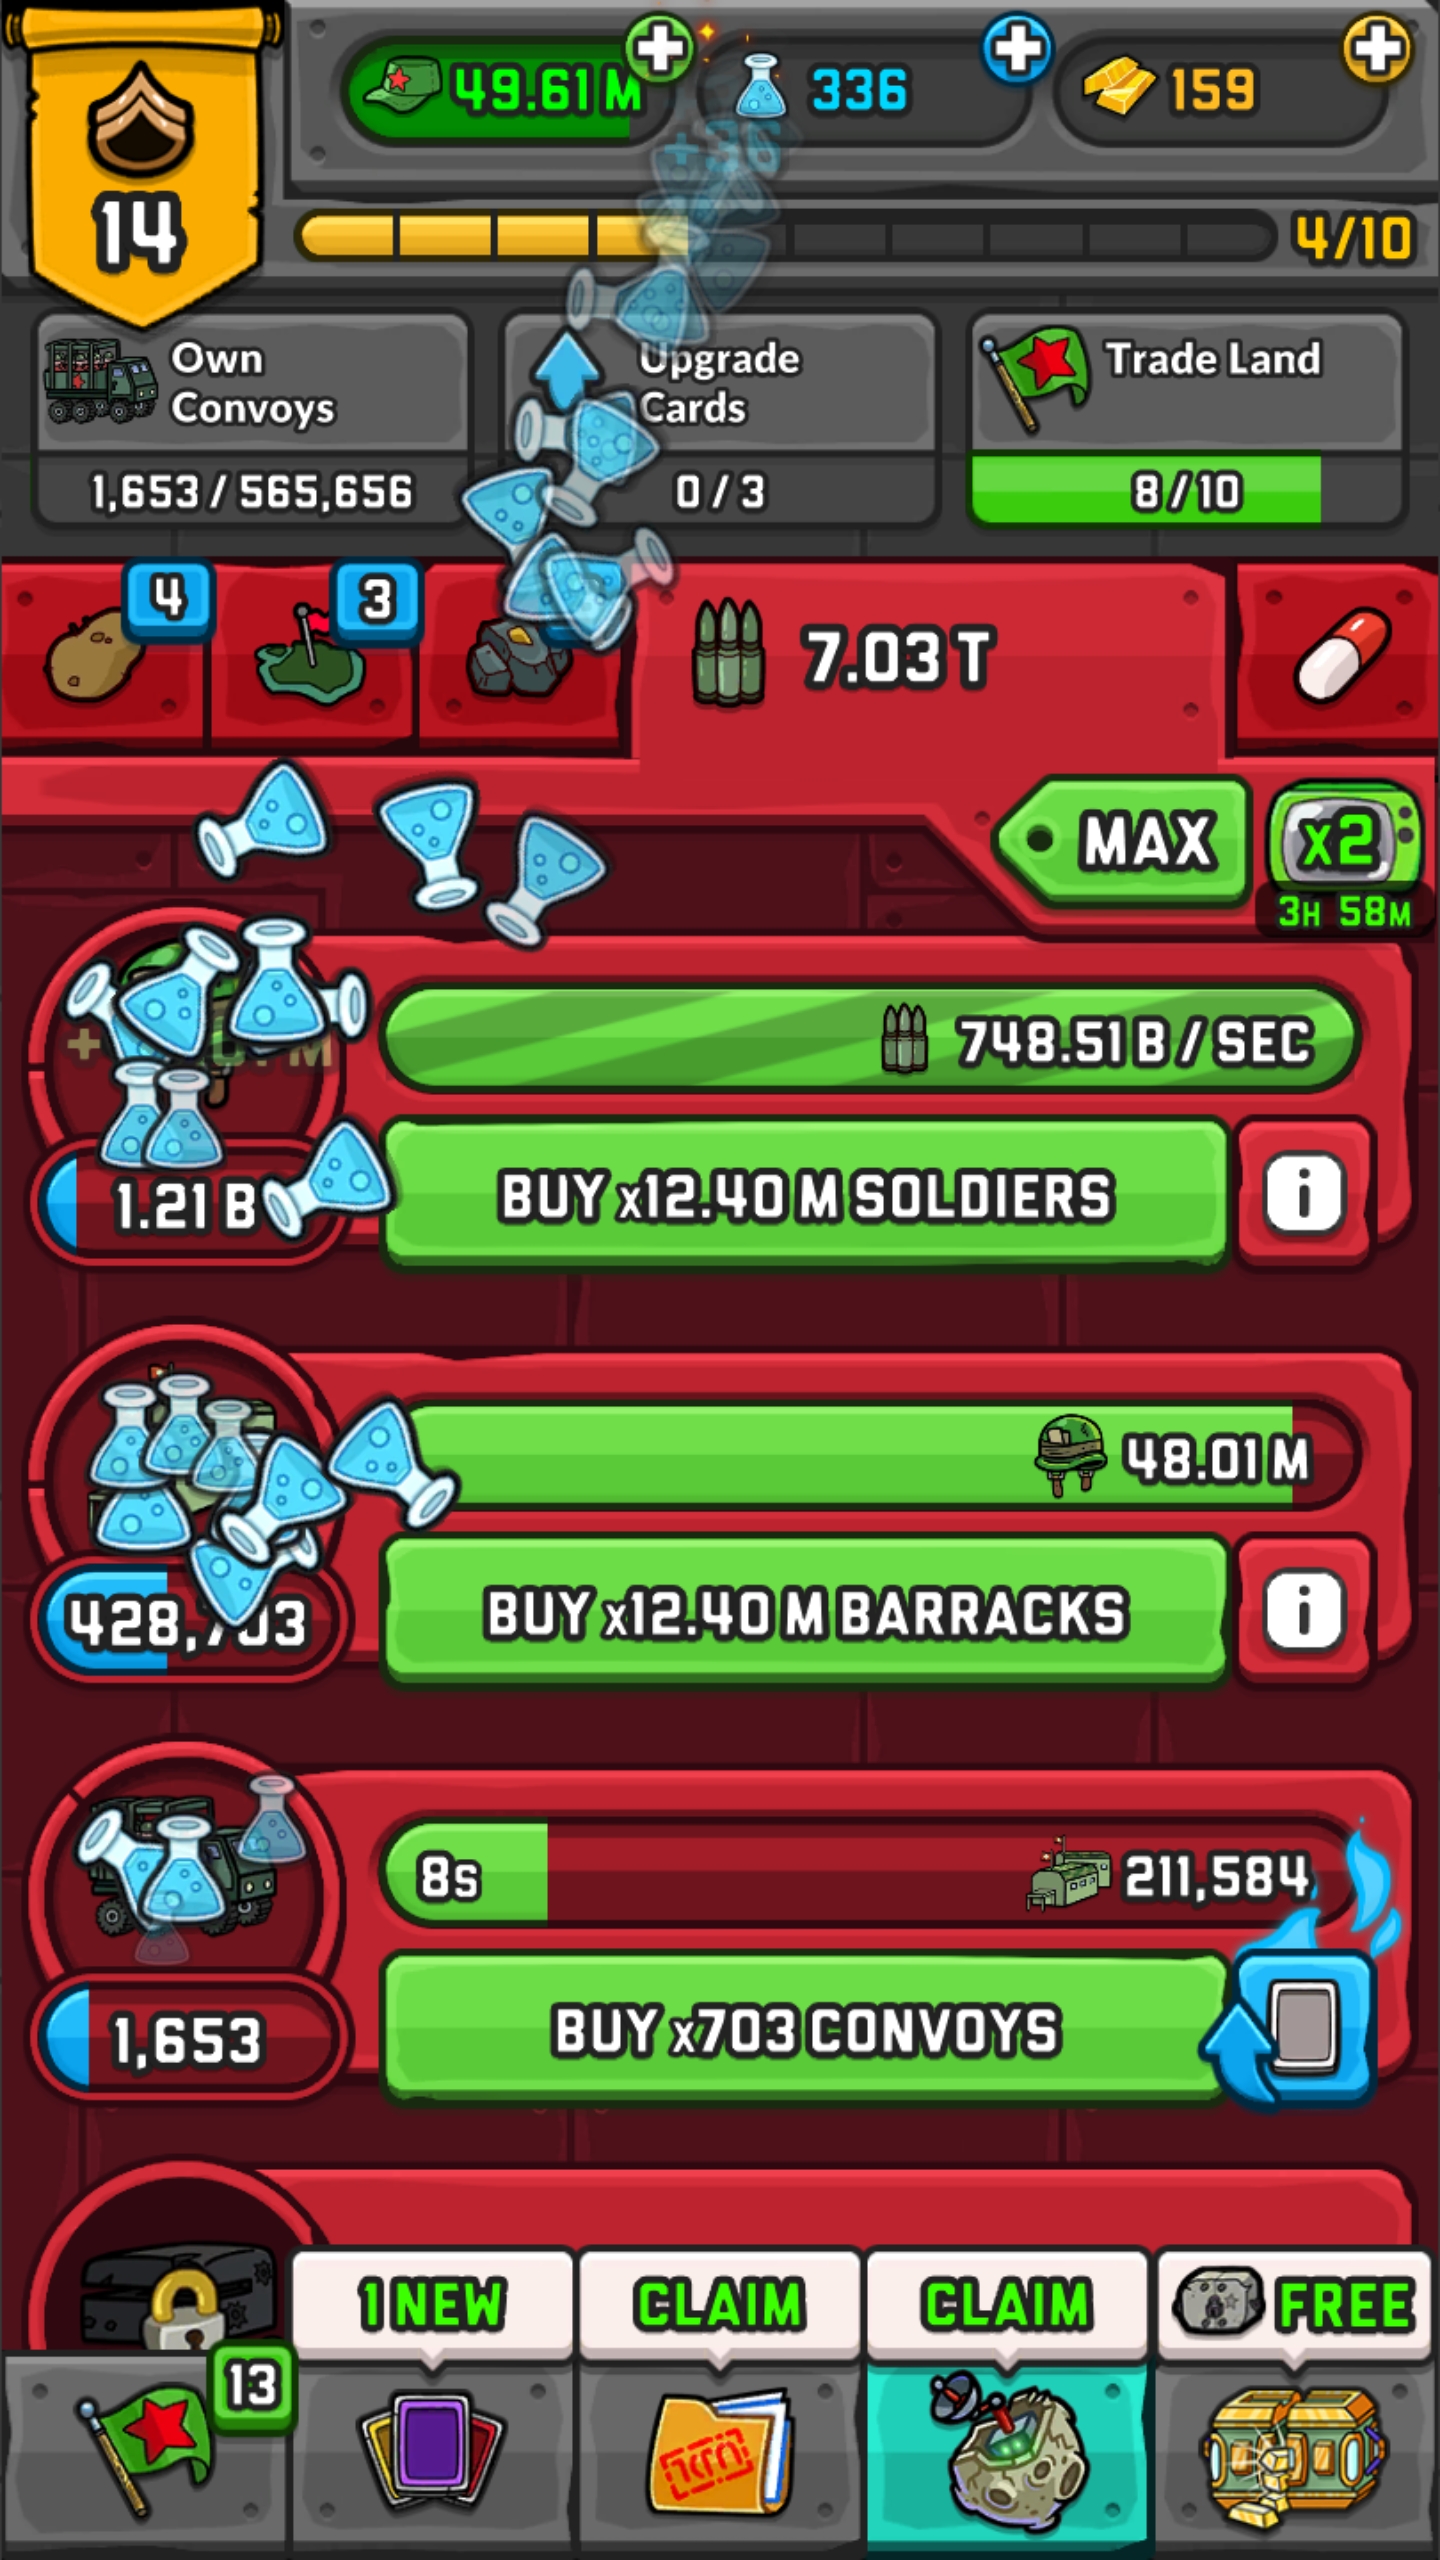 49.61 M
336
159
+36
14
4/10
Own
Convoys
1,653 / 565,656
Upgrade
Cards
0 / 3
Trade Land
8 / 10
4
3
7.03 T
MAX
x2
3H 58M
748.51 B / SEC
1.21 B
BUY x12.40 M SOLDIERS
48.01 M
BUY x12.40 M BARRACKS
8s
211,584
1,653
BUY x703 CONVOYS
1 NEW
CLAIM
CLAIM
FREE
13